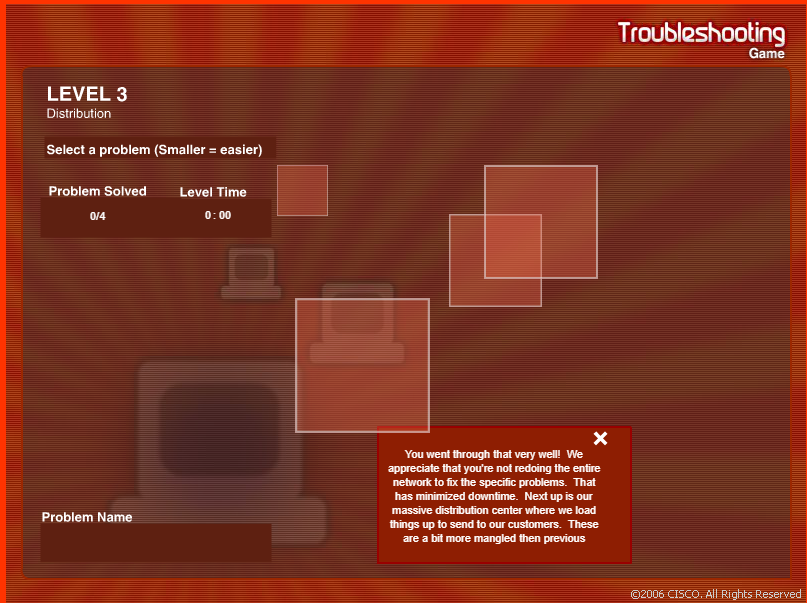 Troubleshooting
Game
LEVEL 3
Distribution
Select a problem (Smaller = easier)
Problem Solved
Level Time
0/4
0 : 00
You went through that very well! We
appreciate that you're not redoing the entire
network to fix the specific problems. That
has minimized downtime. Next up is our
massive distribution center where we load
things up to send to our customers. These
are a bit more mangled then previous
Problem Name
©2006 CISCO. All Rights Reserved